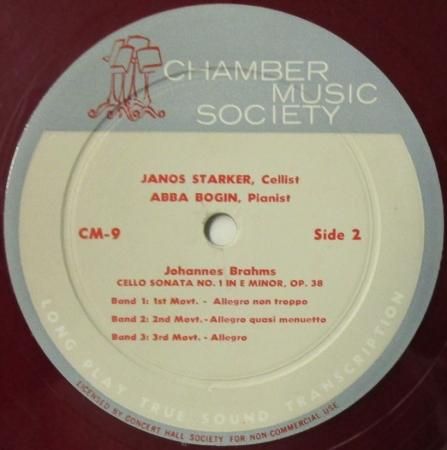 CHAMBER
MUSIC
SOCIETY
JANOS STARKER, Cellist
ABBA BOGIN, Pianist
CM-9
Side 2
Johannes Brahms
CELLO SONATA NO. 1 IN E MINOR, OP. 38
Band 1: 1st Movt. - Allegro non troppo
Band 2: 2nd Movt. - Allegro quasi menuetto
Band 3: 3rd Movt. - Allegro
LONG PLAY TRUE SOUND TRANSCRIPTION
LICENSED BY CONCERT HALL SOCIETY FOR NON COMMERCIAL USE